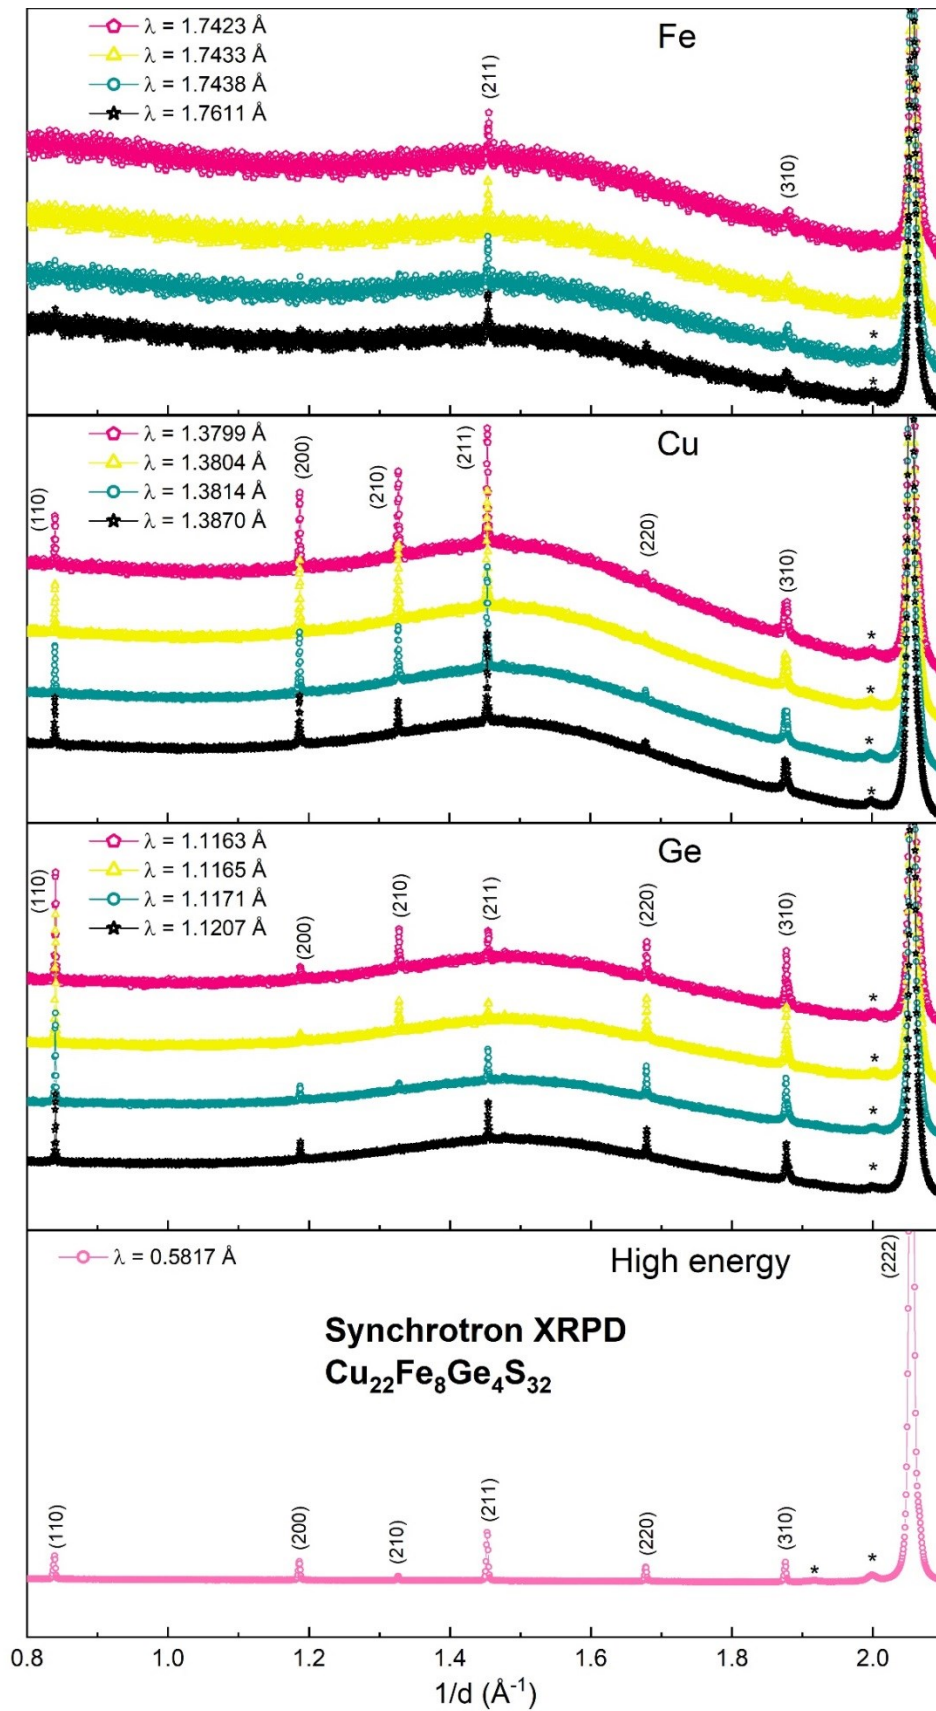 λ = 1.7423 Å
λ = 1.7433 Å
λ = 1.7438 Å
λ = 1.7611 Å
Fe
(211)
(310)
*
*
λ = 1.3799 Å
λ = 1.3804 Å
λ = 1.3814 Å
λ = 1.3870 Å
Cu
(110)
(200)
(210)
(211)
(220)
(310)
*
*
*
*
λ = 1.1163 Å
λ = 1.1165 Å
λ = 1.1171 Å
λ = 1.1207 Å
Ge
(110)
(200)
(210)
(211)
(220)
(310)
*
*
*
*
λ = 0.5817 Å
High energy
(222)
Synchrotron XRPD
Cu₂₂Fe₈Ge₄S₃₂
(110)
(200)
(210)
(211)
(220)
(310)
*
*
0.8 1.0 1.2 1.4 1.6 1.8 2.0
1/d (Å⁻¹)